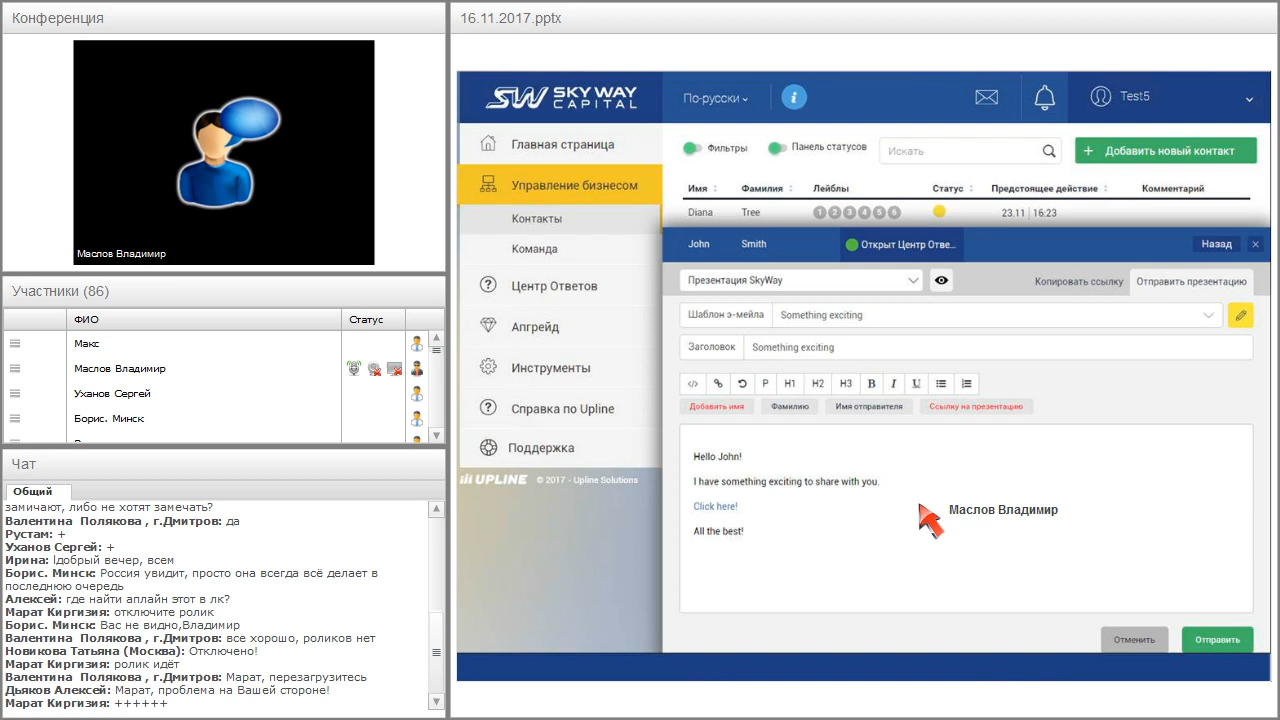 Конференция
Маслов Владимир
Участники (86)
ФИО
Статус
Макс
Маслов Владимир
Уханов Сергей
Борис. Минск
Чат
Общий
замичают, либо не хотят замечать?
Валентина Полякова , г.Дмитров: да
Рустам: +
Уханов Сергей: +
Ирина: !добрый вечер, всем
Борис. Минск: Россия увидит, просто она всегда всё делает в
последнюю очередь
Алексей: где найти аплайн этот в лк?
Марат Киргизия: отключите ролик
Борис. Минск: Вас не видно,Владимир
Валентина Полякова , г.Дмитров: все хорошо, роликов нет
Новикова Татьяна (Москва): Отключено!
Марат Киргизия: ролик идёт
Валентина Полякова , г.Дмитров: Марат, перезагрузитесь
Дьяков Алексей: Марат, проблема на Вашей стороне!
Марат Киргизия: ++++++
16.11.2017.pptx
SW SKY WAY
CAPITAL
По-русски
i
Test5
Главная страница
Управление бизнесом
Контакты
Команда
Центр Ответов
Апгрейд
Инструменты
Справка по Upline
Поддержка
UPLINE © 2017 - Upline Solutions
Фильтры
Панель статусов
Искать
+ Добавить новый контакт
Имя Фамилия Лейблы Статус Предстоящее действие Комментарий
Diana Tree 1 2 3 4 5 6 23.11 | 16:23
John Smith Открыт Центр Отве... Назад ×
Презентация SkyWay
Копировать ссылку
Отправить презентацию
Шаблон э-мейла Something exciting
Заголовок Something exciting
</> P H1 H2 H3 B I U
Добавить имя Фамилию Имя отправителя Ссылку на презентацию
Hello John!
I have something exciting to share with you.
Click here!
All the best!
Маслов Владимир
Отменить
Отправить